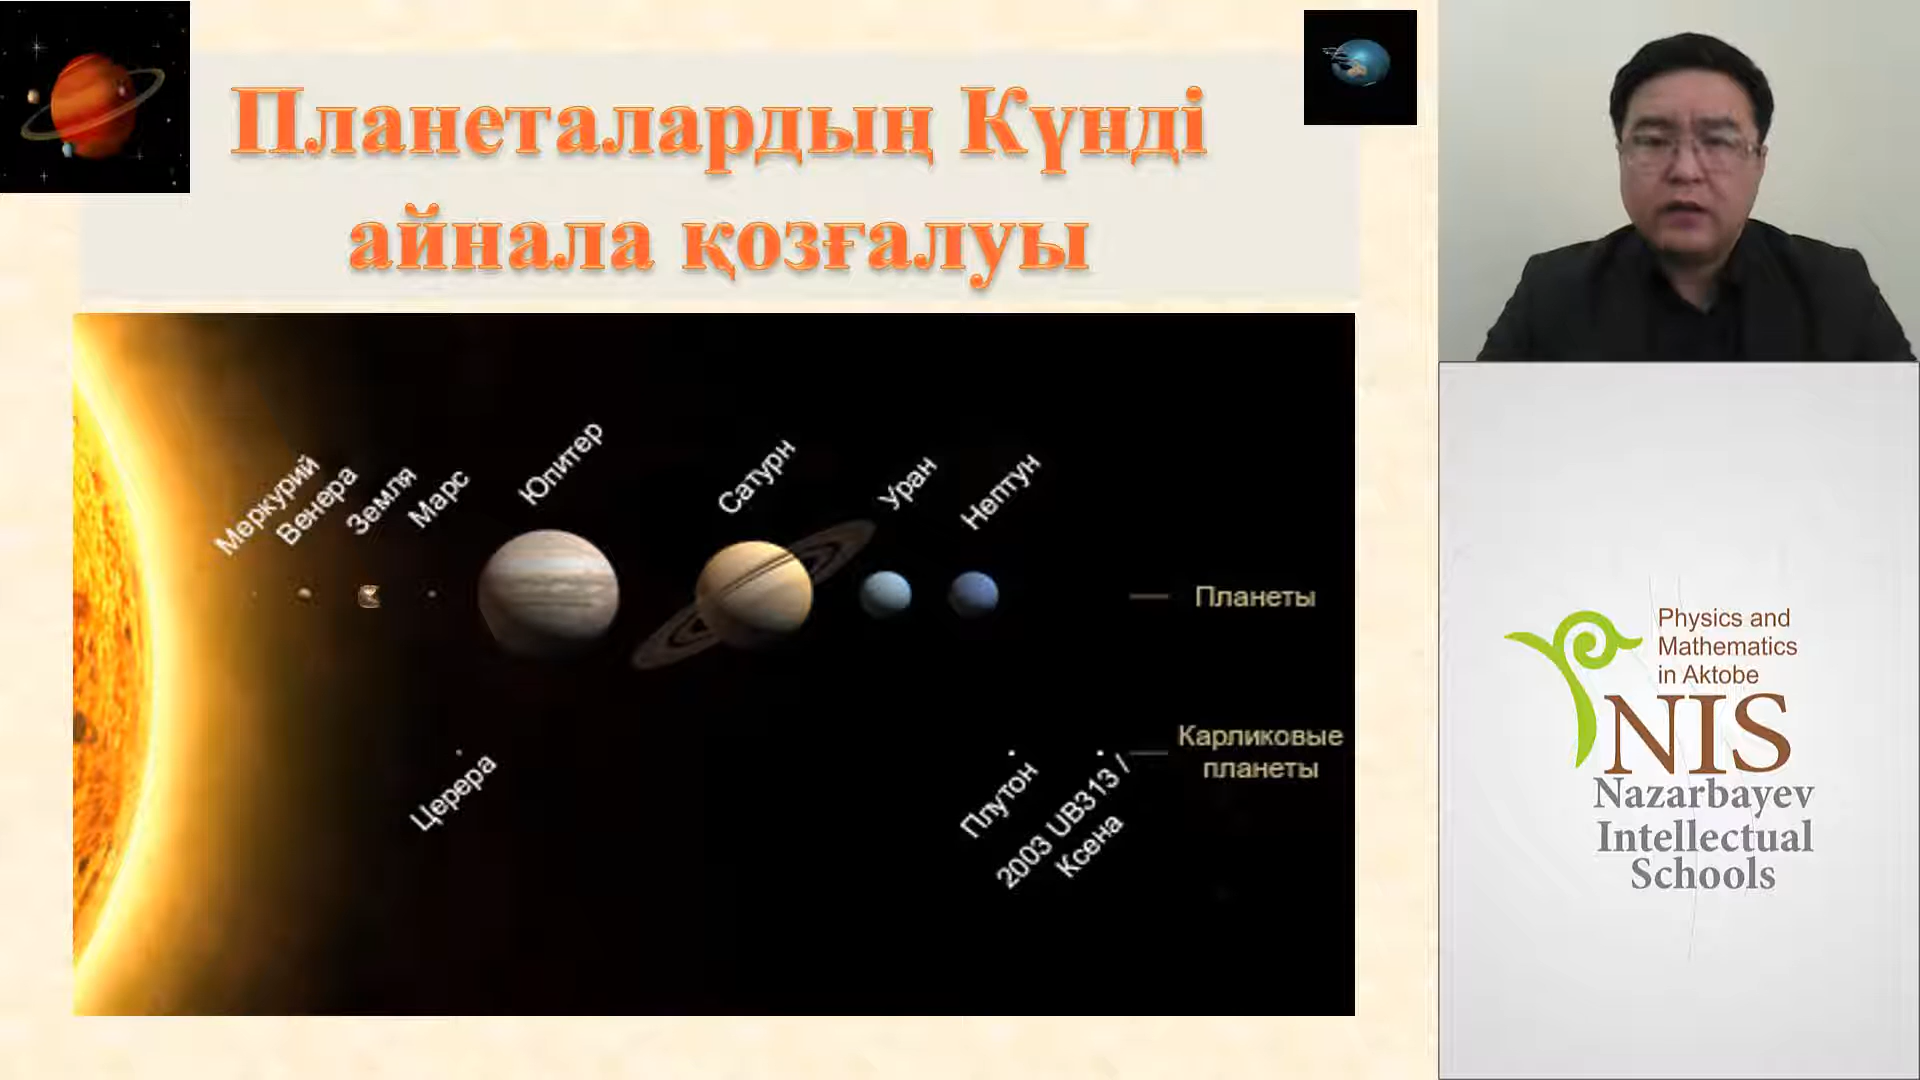 Планеталардың Күнді
айнала қозғалуы
Меркурий
Венера
Земля
Марс
Юпитер
Сатурн
Уран
Нептун
Планеты
Церера
Плутон
2003 UB313 /
Ксена
Карликовые
планеты
Physics and
Mathematics
in Aktobe
NIS
Nazarbayev
Intellectual
Schools